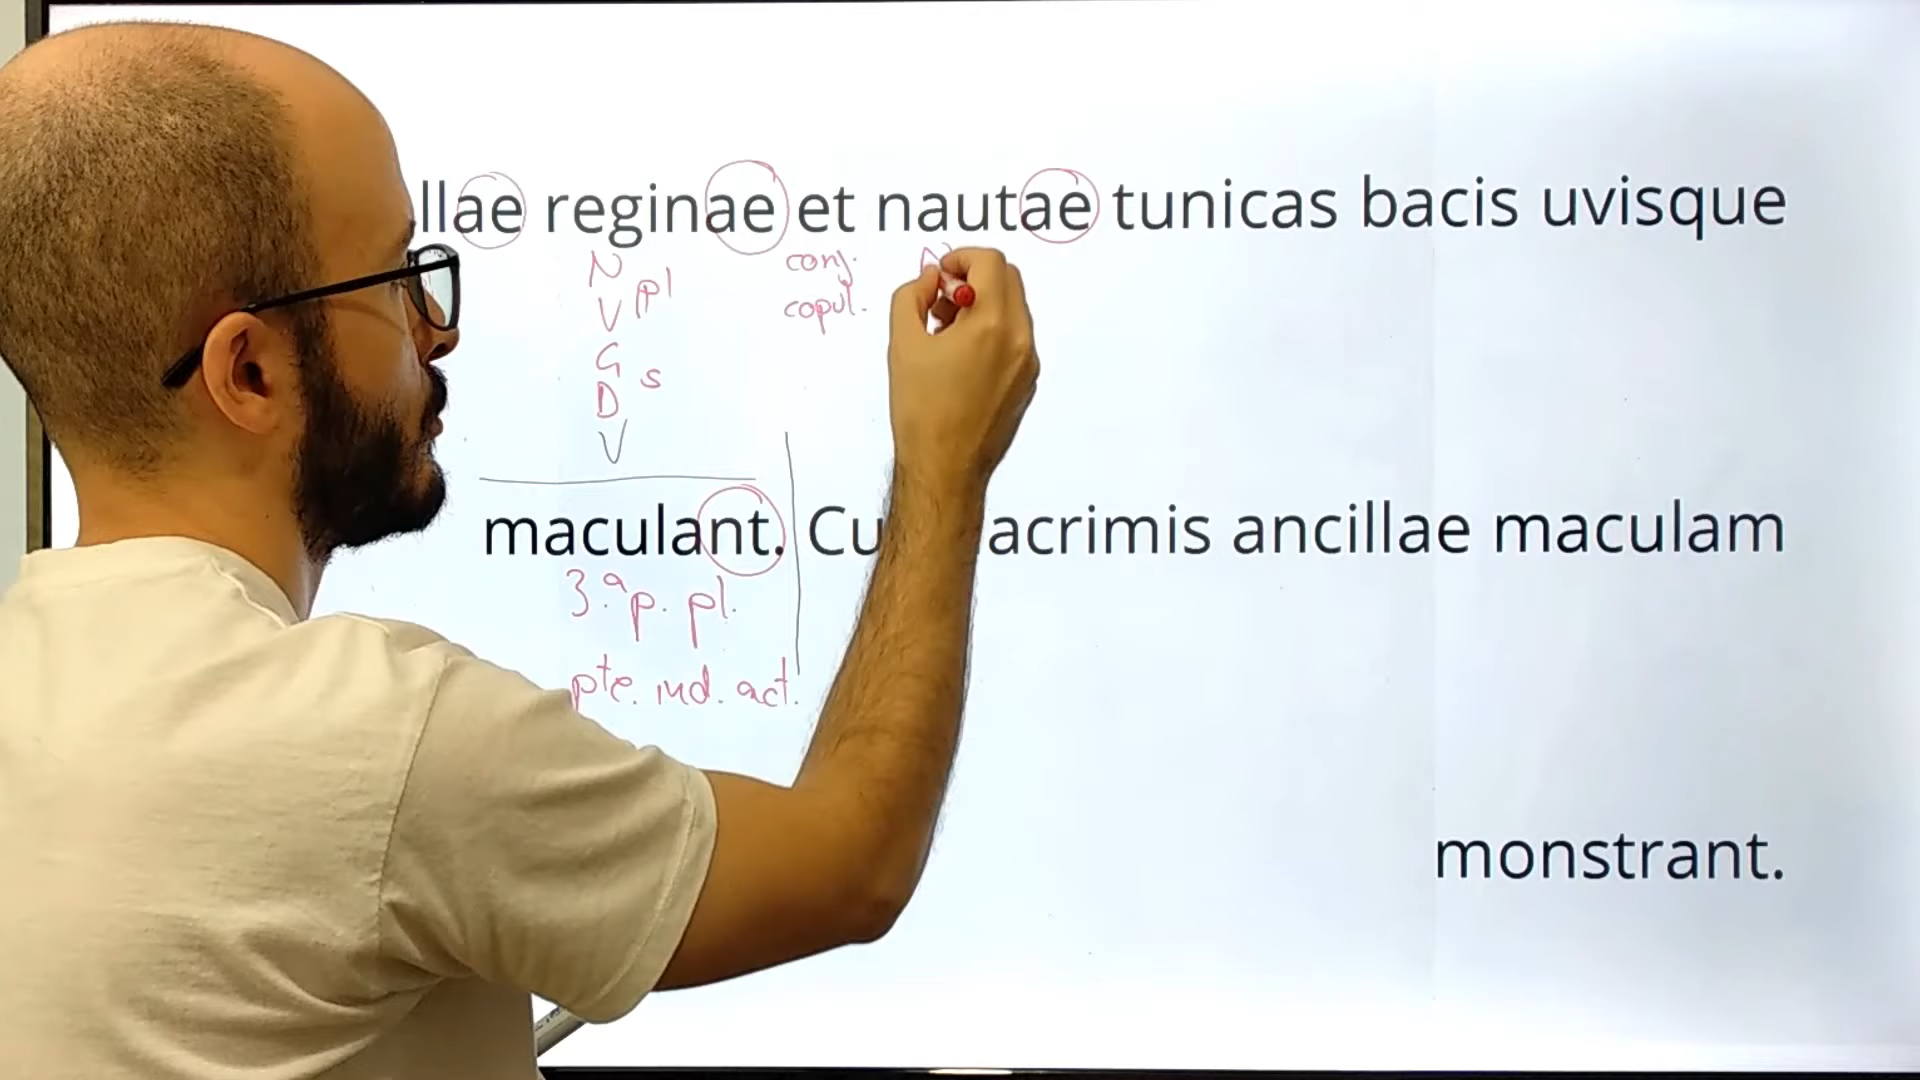 llae reginae et nautae tunicas bacis uvisque
N conj. N
V pl copul.
G
D s
V
maculant. Cu acrimis ancillae maculam
3.ª p. pl.
pte. ind. act.
monstrant.